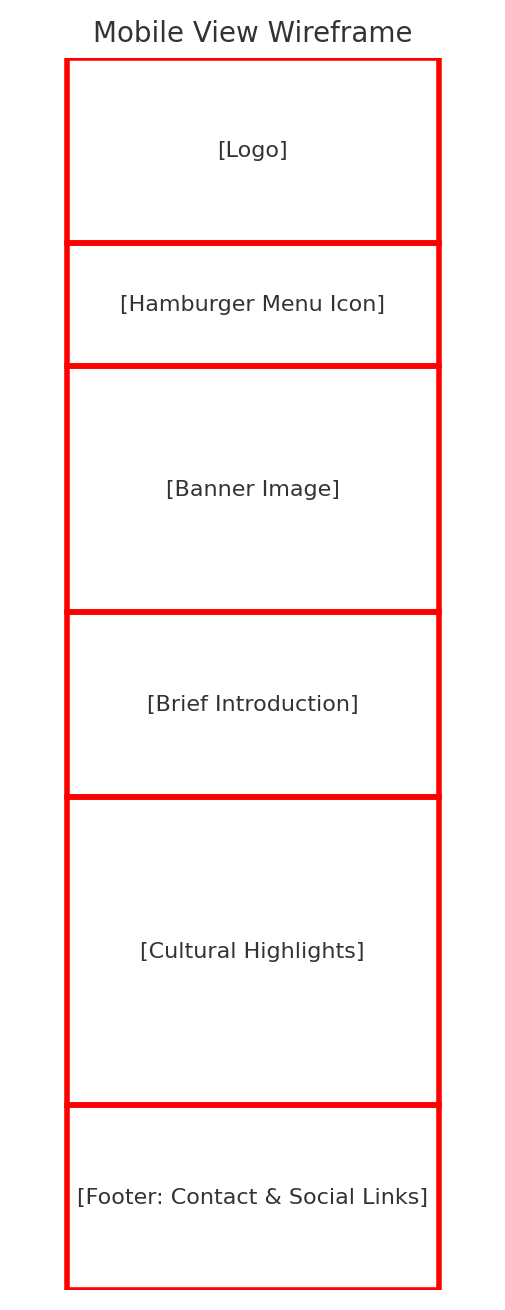 Mobile View Wireframe
[Logo]
[Hamburger Menu Icon]
[Banner Image]
[Brief Introduction]
[Cultural Highlights]
[Footer: Contact & Social Links]